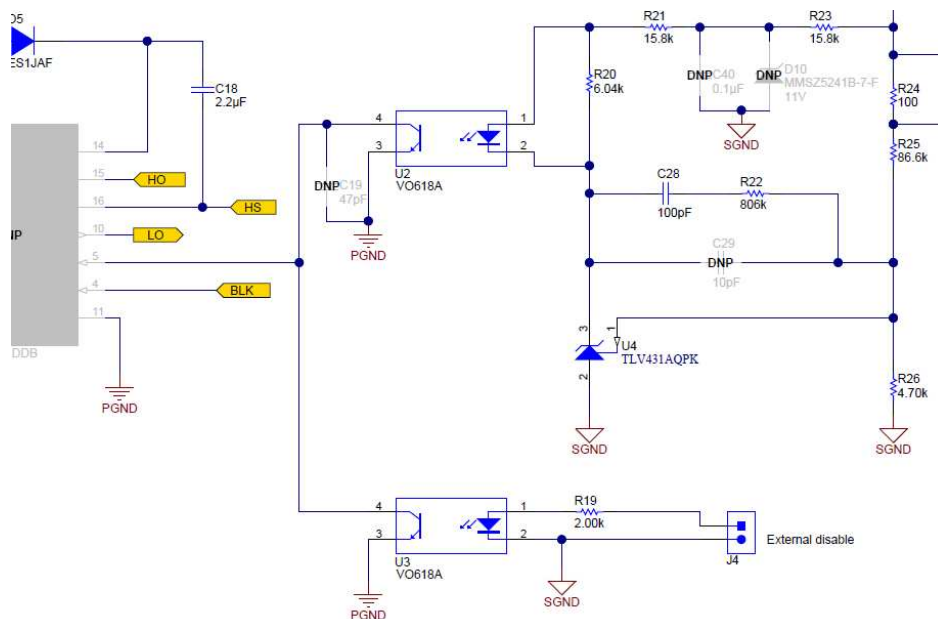 D5
ES1JAF
C18
2.2µF
14
15
HO
16
HS
10
LO
NP
5
4
BLK
11
DDB
PGND
DNP
C19
47pF
PGND
4
3
1
2
U2
VO618A
R20
6.04k
R21
15.8k
DNP
C40
0.1µF
DNP
D10
MMSZ5241B-7-F
11V
SGND
R23
15.8k
R24
100
R25
86.6k
C28
100pF
R22
806k
C29
DNP
10pF
3
1
2
U4
TLV431AQPK
SGND
R26
4.70k
SGND
4
3
1
2
U3
VO618A
PGND
R19
2.00k
SGND
J4
External disable